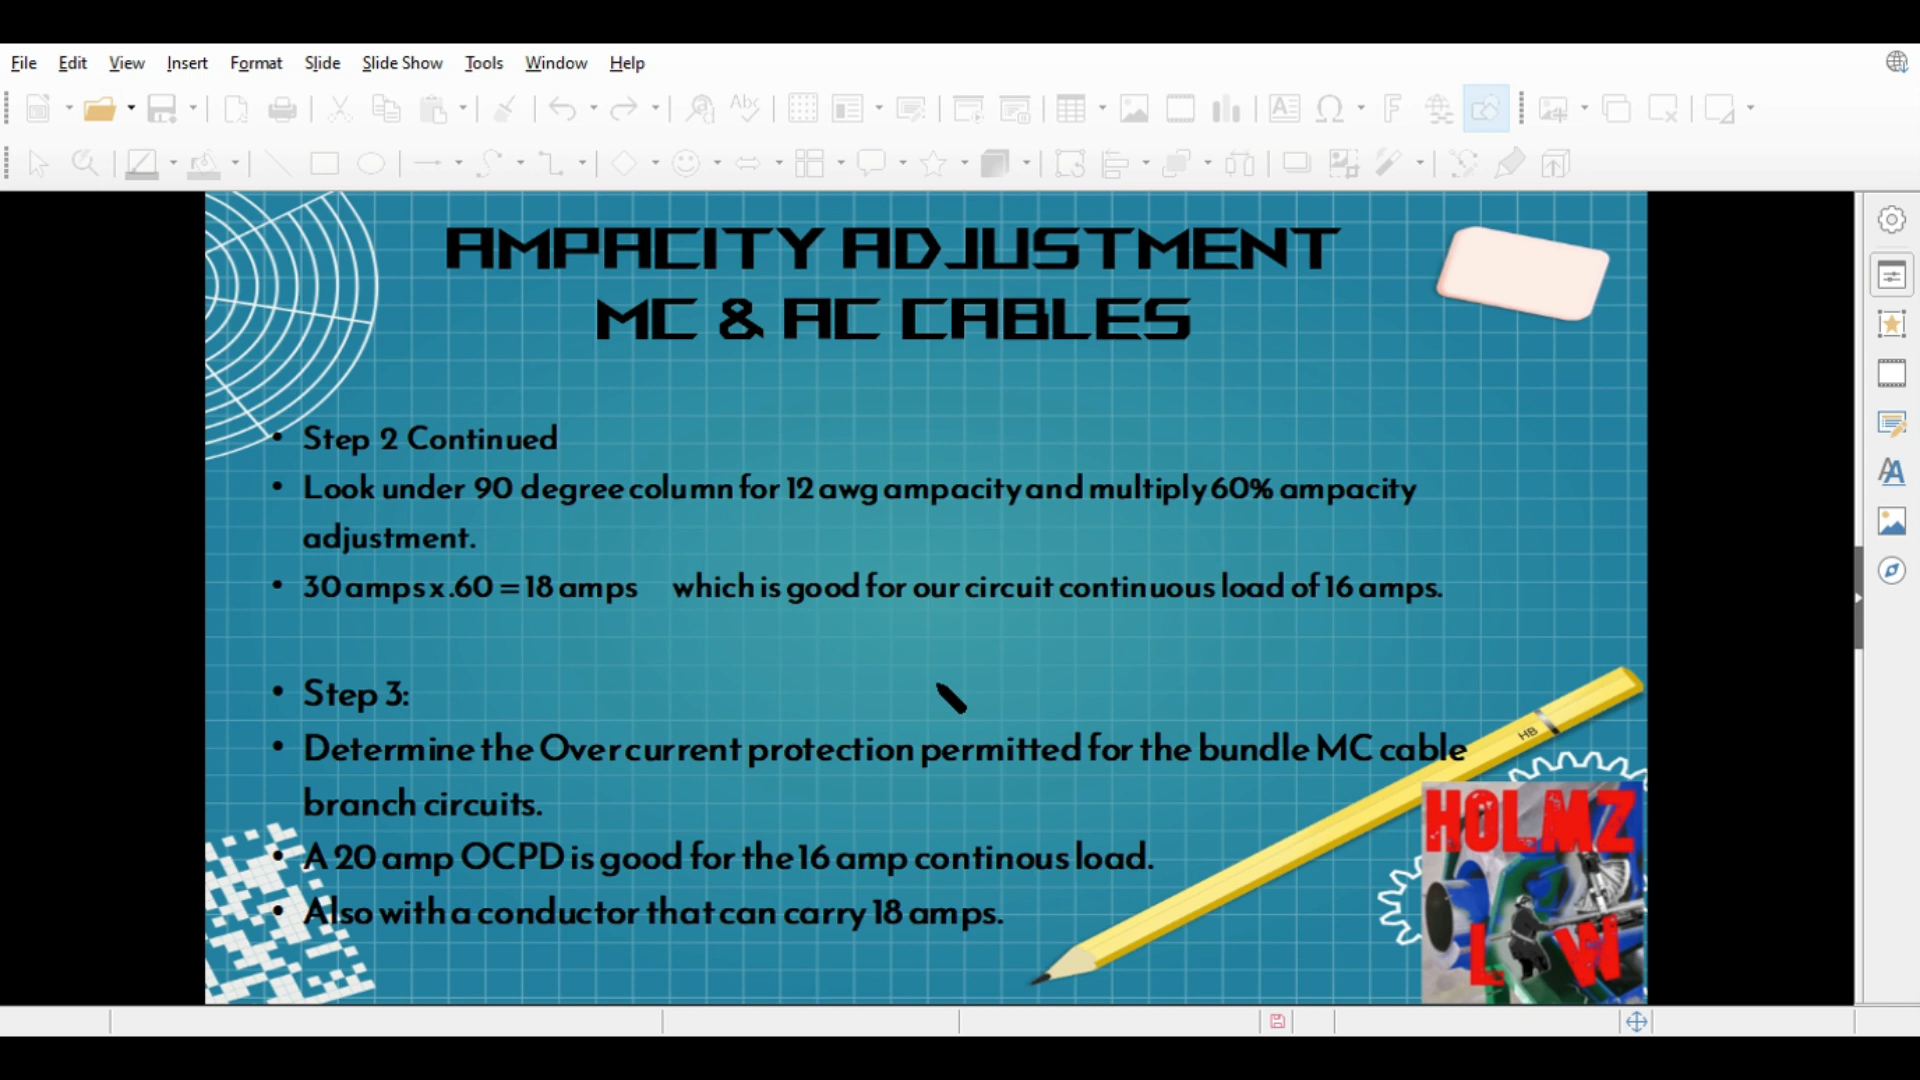 File Edit View Insert Format Slide Slide Show Tools Window Help
AMPACITY ADJUSTMENT
MC & AC CABLES
• Step 2 Continued
• Look under 90 degree column for 12 awg ampacity and multiply 60% ampacity
adjustment.
• 30 amps x .60 = 18 amps which is good for our circuit continuous load of 16 amps.
• Step 3:
• Determine the Overcurrent protection permitted for the bundle MC cable
branch circuits.
• A 20 amp OCPD is good for the 16 amp continous load.
• Also with a conductor that can carry 18 amps.
HB
HOLMZ
L W